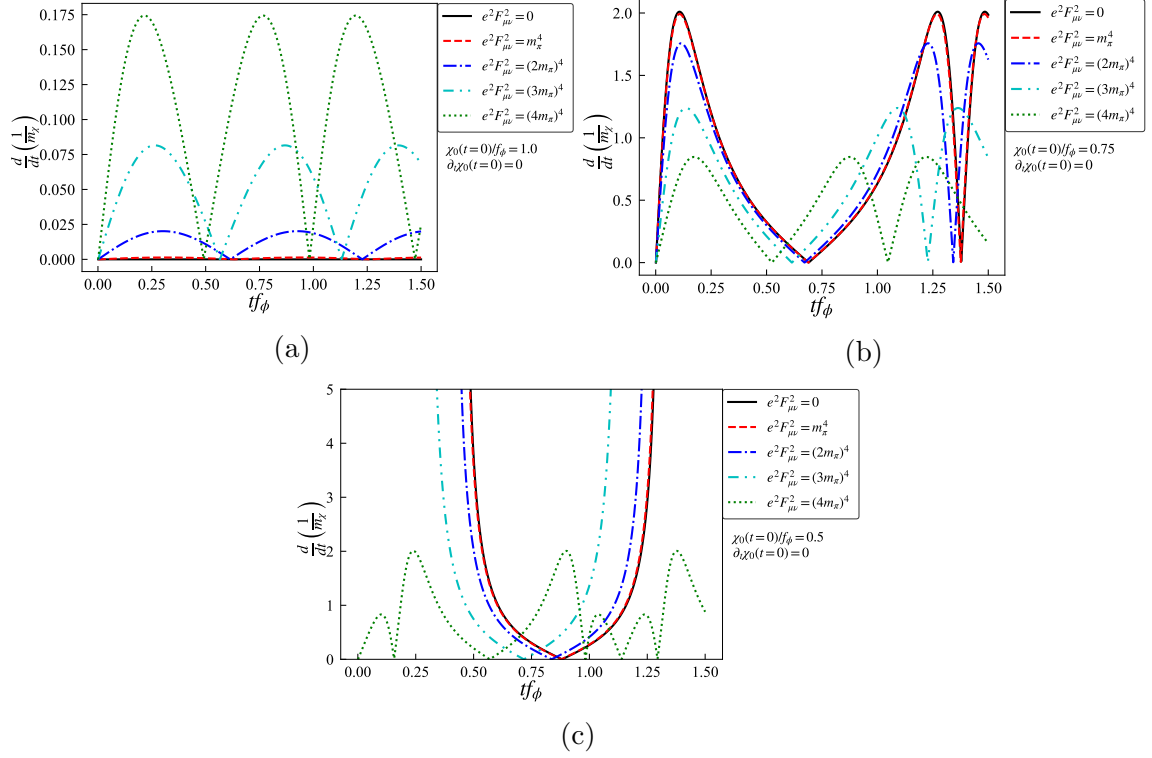 0.175
0.150
0.125
0.100
0.075
0.050
0.025
0.000
d/dt (1/m_χ)
0.00 0.25 0.50 0.75 1.00 1.25 1.50
tf_ϕ
e²F²_μν = 0
e²F²_μν = m⁴_π
e²F²_μν = (2m_π)⁴
e²F²_μν = (3m_π)⁴
e²F²_μν = (4m_π)⁴
χ₀(t = 0)/f_ϕ = 1.0
∂ₜχ₀(t = 0) = 0
(a)
2.0
1.5
1.0
0.5
0.0
d/dt (1/m_χ)
0.00 0.25 0.50 0.75 1.00 1.25 1.50
tf_ϕ
e²F²_μν = 0
e²F²_μν = m⁴_π
e²F²_μν = (2m_π)⁴
e²F²_μν = (3m_π)⁴
e²F²_μν = (4m_π)⁴
χ₀(t = 0)/f_ϕ = 0.75
∂ₜχ₀(t = 0) = 0
(b)
5
4
3
2
1
0
d/dt (1/m_χ)
0.00 0.25 0.50 0.75 1.00 1.25 1.50
tf_ϕ
e²F²_μν = 0
e²F²_μν = m⁴_π
e²F²_μν = (2m_π)⁴
e²F²_μν = (3m_π)⁴
e²F²_μν = (4m_π)⁴
χ₀(t = 0)/f_ϕ = 0.5
∂ₜχ₀(t = 0) = 0
(c)